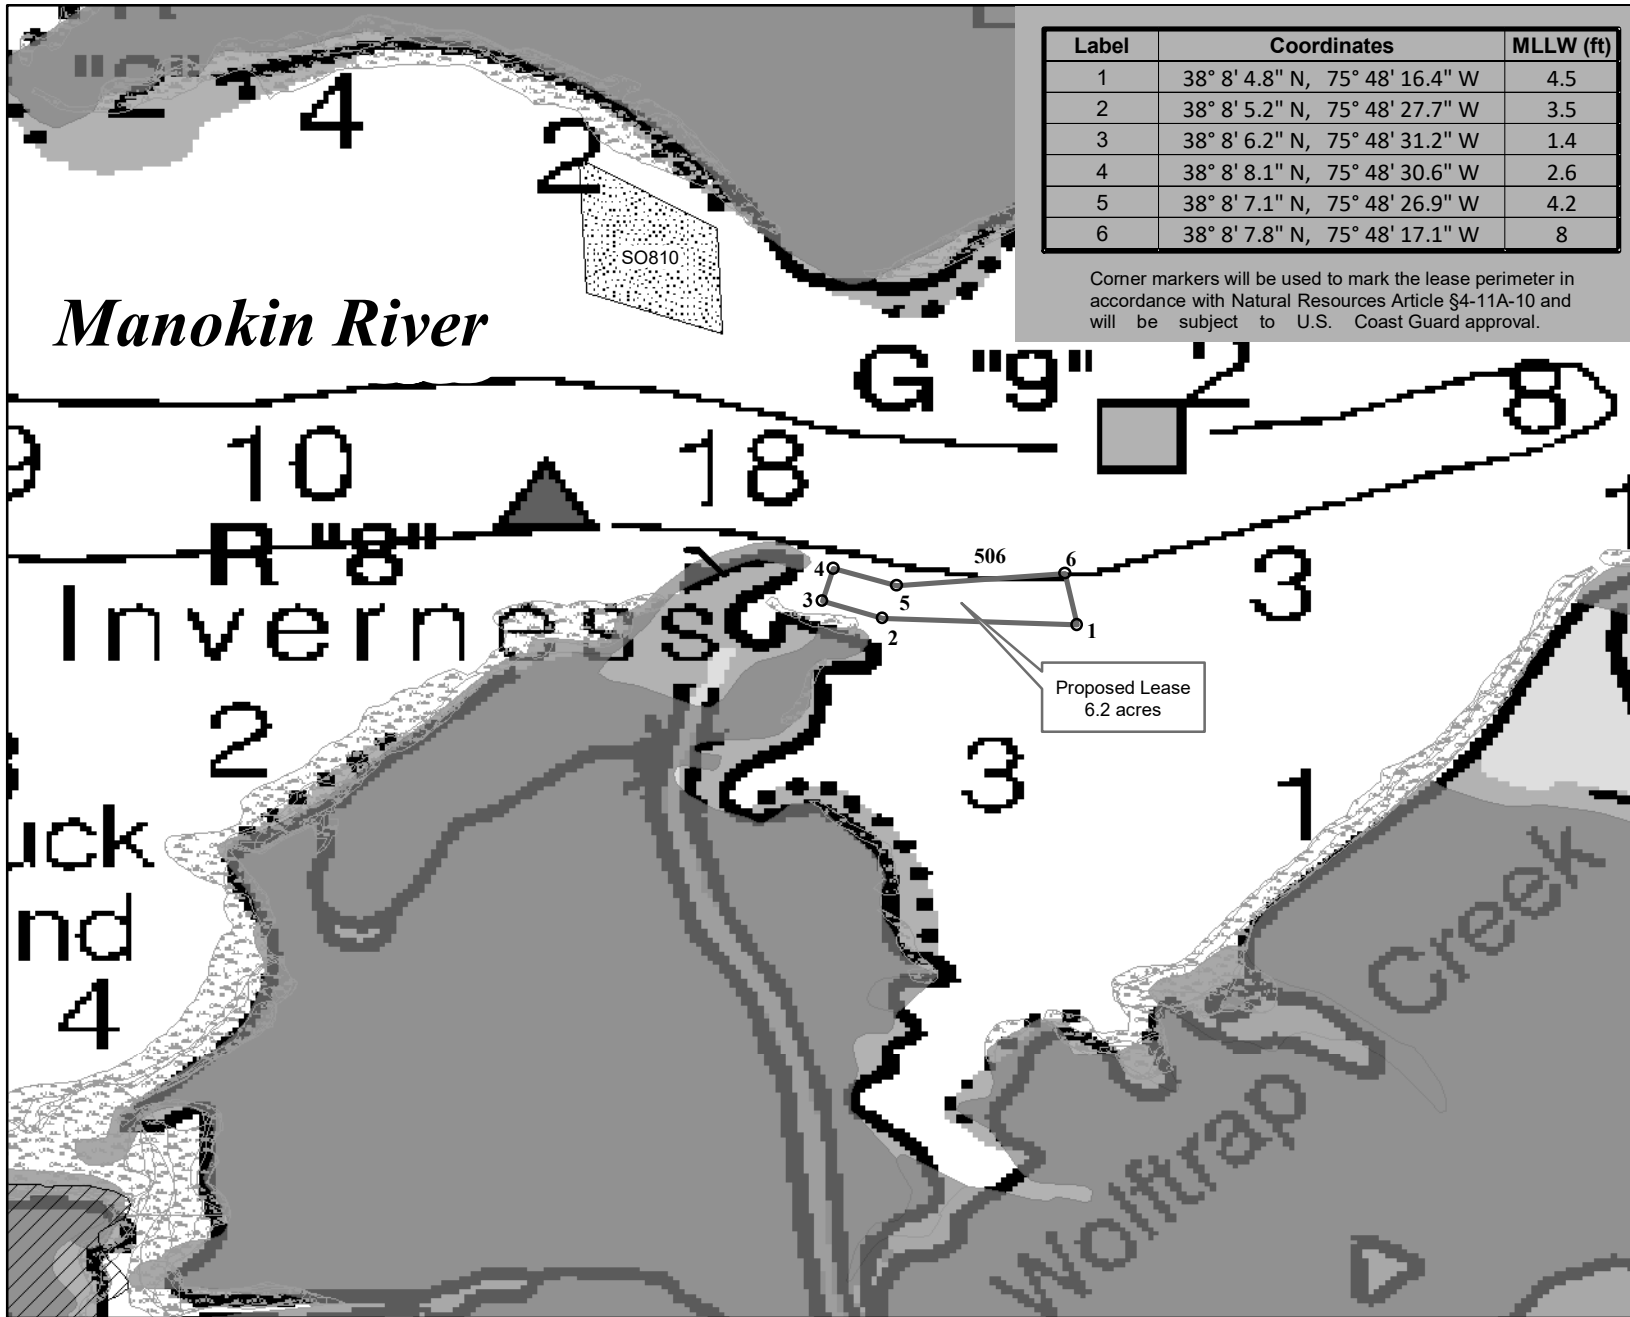 Label Coordinates MLLW (ft)
1 38° 8' 4.8" N, 75° 48' 16.4" W 4.5
2 38° 8' 5.2" N, 75° 48' 27.7" W 3.5
3 38° 8' 6.2" N, 75° 48' 31.2" W 1.4
4 38° 8' 8.1" N, 75° 48' 30.6" W 2.6
5 38° 8' 7.1" N, 75° 48' 26.9" W 4.2
6 38° 8' 7.8" N, 75° 48' 17.1" W 8
Corner markers will be used to mark the lease perimeter in
accordance with Natural Resources Article §4-11A-10 and
will be subject to U.S. Coast Guard approval.
4
2
SO810
Manokin River
G "9"
2
8
9
10
18
R "8"
506
6
4
5
3
2
1
3
Inverness
Proposed Lease
6.2 acres
2
3
1
uck
nd
4
Wolftrap Creek